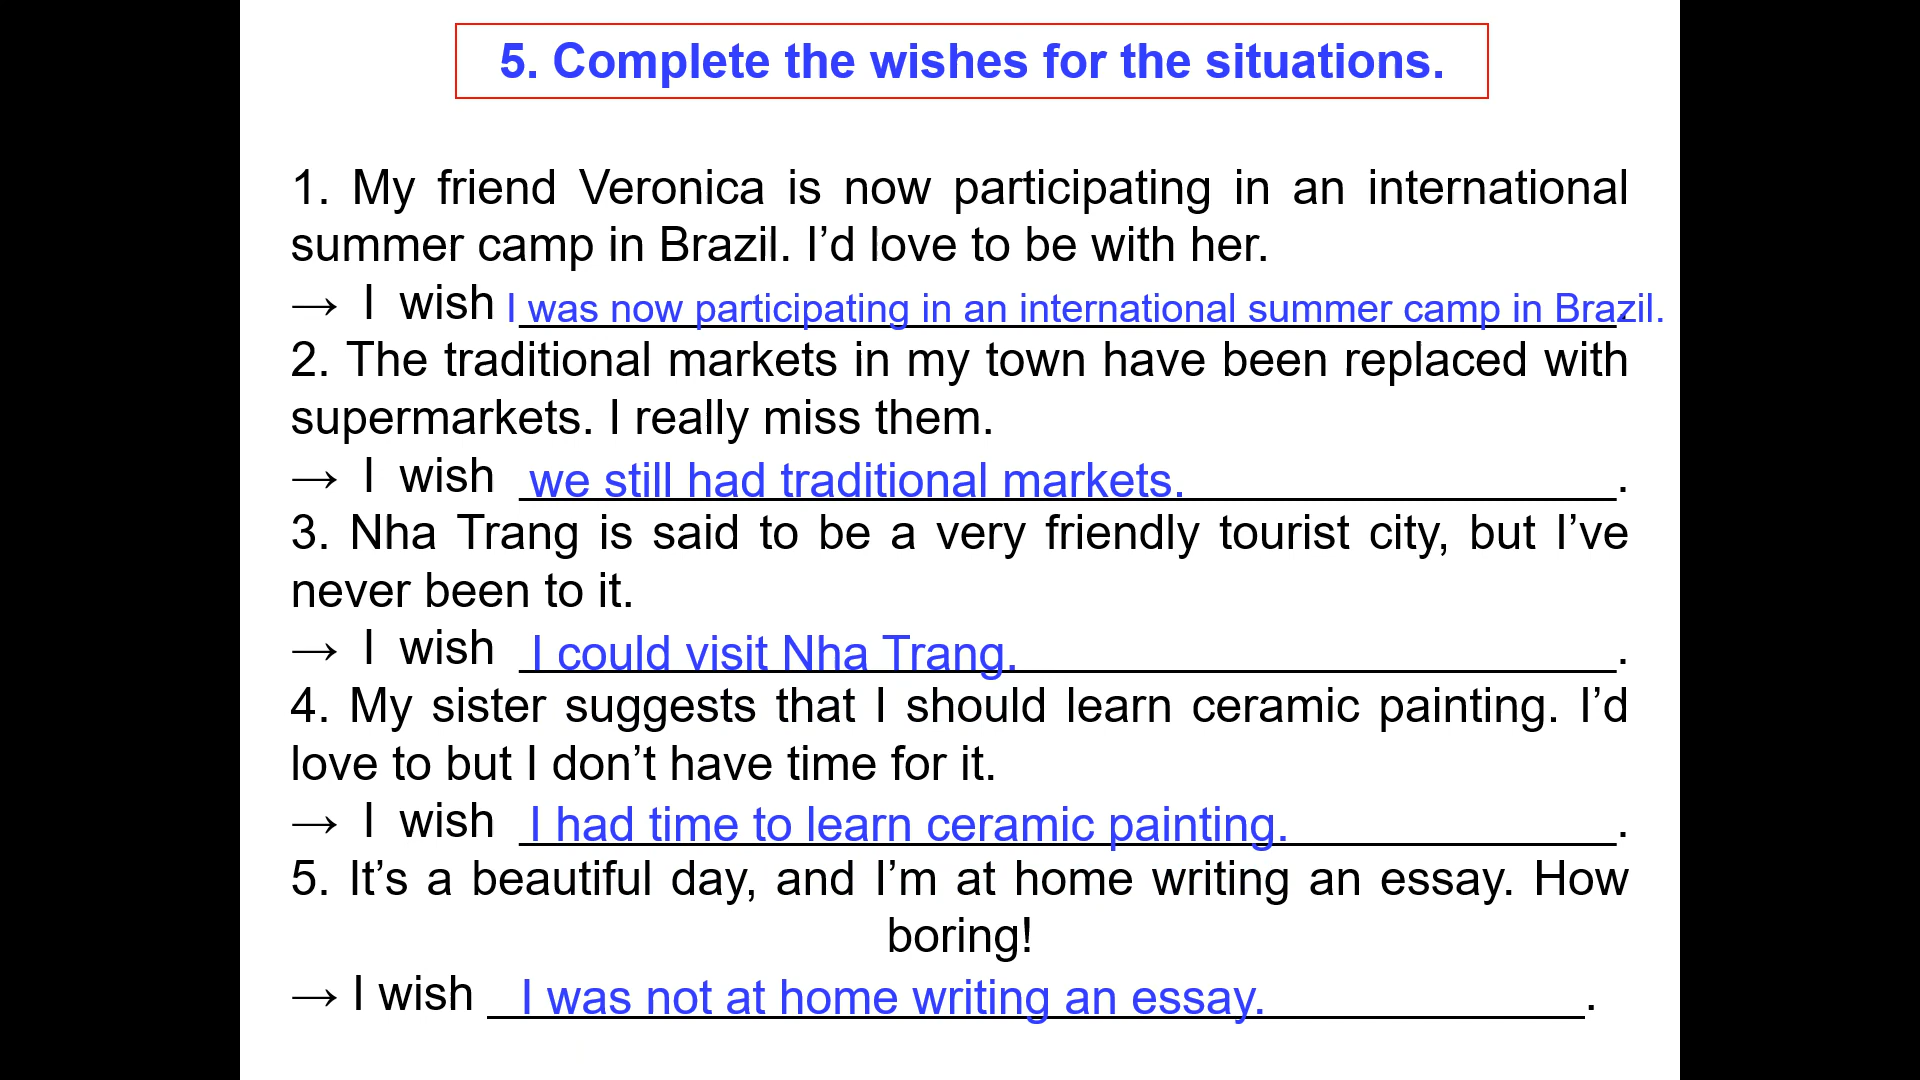 5. Complete the wishes for the situations.
1. My friend Veronica is now participating in an international
summer camp in Brazil. I’d love to be with her.
→ I wish I was now participating in an international summer camp in Brazil.
2. The traditional markets in my town have been replaced with
supermarkets. I really miss them.
→ I wish we still had traditional markets. .
3. Nha Trang is said to be a very friendly tourist city, but I’ve
never been to it.
→ I wish I could visit Nha Trang. .
4. My sister suggests that I should learn ceramic painting. I’d
love to but I don’t have time for it.
→ I wish I had time to learn ceramic painting. .
5. It’s a beautiful day, and I’m at home writing an essay. How
boring!
→ I wish I was not at home writing an essay. .